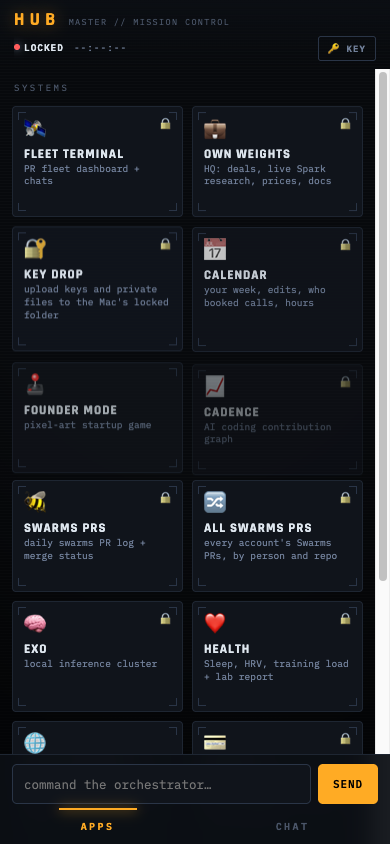 HUB MASTER // MISSION CONTROL
LOCKED --:--:--
KEY
SYSTEMS
FLEET TERMINAL
PR fleet dashboard +
chats
OWN WEIGHTS
HQ: deals, live Spark
research, prices, docs
KEY DROP
upload keys and private
files to the Mac's locked
folder
17
CALENDAR
your week, edits, who
booked calls, hours
FOUNDER MODE
pixel-art startup game
CADENCE
AI coding contribution
graph
SWARMS PRS
daily swarms PR log +
merge status
ALL SWARMS PRS
every account's Swarms
PRs, by person and repo
EXO
local inference cluster
HEALTH
Sleep, HRV, training load
+ lab report
command the orchestrator…
SEND
APPS
CHAT